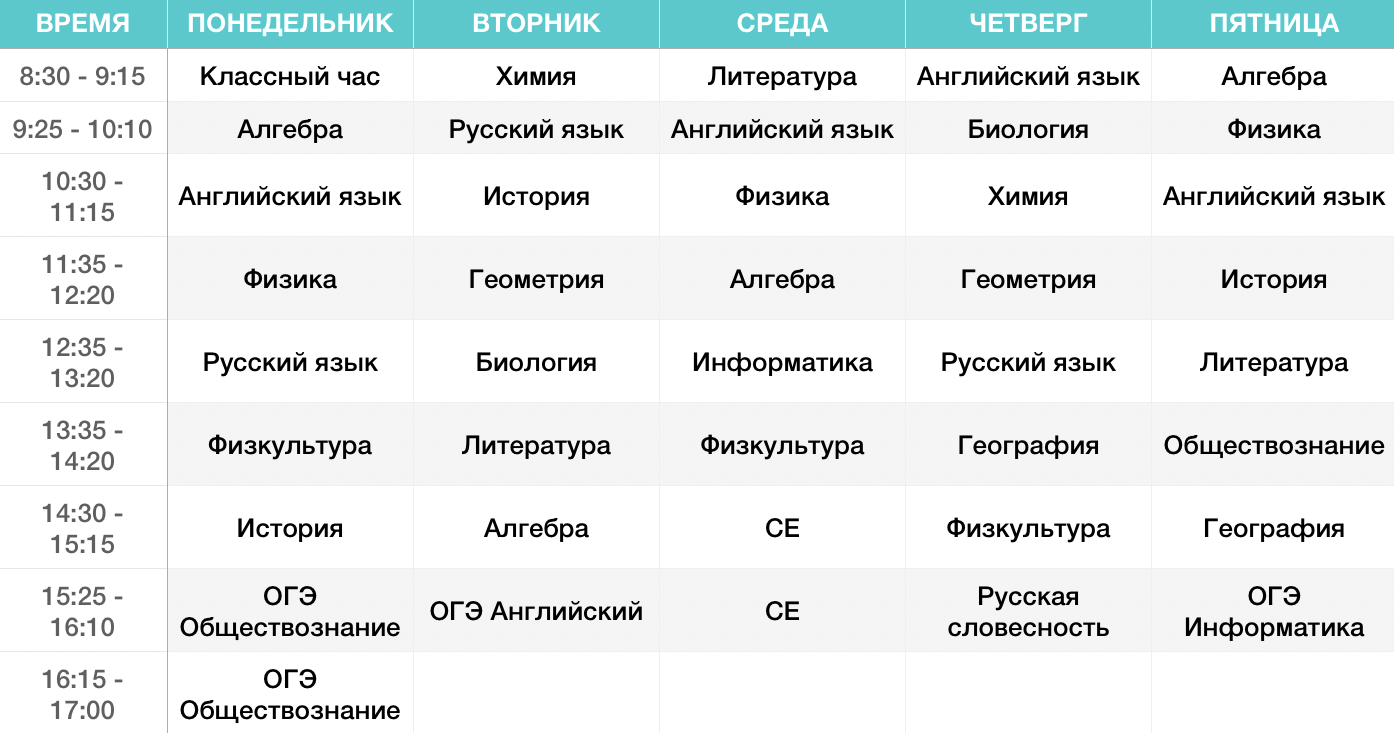 ВРЕМЯ ПОНЕДЕЛЬНИК ВТОРНИК СРЕДА ЧЕТВЕРГ ПЯТНИЦА
8:30 - 9:15 Классный час Химия Литература Английский язык Алгебра
9:25 - 10:10 Алгебра Русский язык Английский язык Биология Физика
10:30 -
11:15 Английский язык История Физика Химия Английский язык
11:35 -
12:20 Физика Геометрия Алгебра Геометрия История
12:35 -
13:20 Русский язык Биология Информатика Русский язык Литература
13:35 -
14:20 Физкультура Литература Физкультура География Обществознание
14:30 -
15:15 История Алгебра СЕ Физкультура География
15:25 -
16:10 ОГЭ
Обществознание ОГЭ Английский СЕ Русская
словесность ОГЭ
Информатика
16:15 -
17:00 ОГЭ
Обществознание